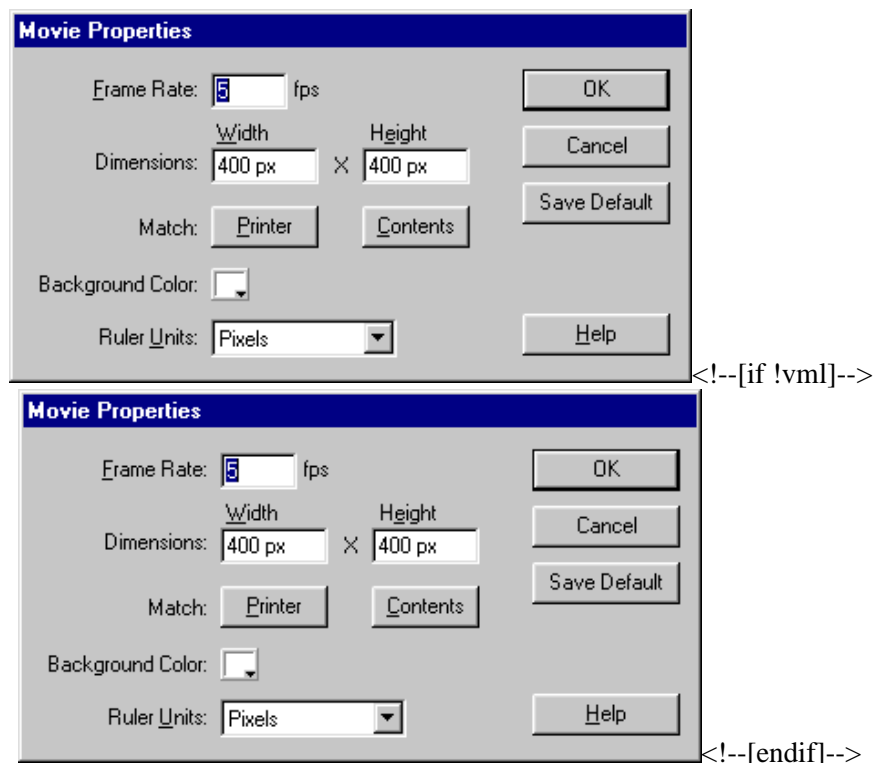 Movie Properties
Frame Rate: 5 fps OK
Width Height
Dimensions: 400 px X 400 px Cancel
Save Default
Match: Printer Contents
Background Color:
Ruler Units: Pixels Help
<!--[if !vml]-->
Movie Properties
Frame Rate: 5 fps OK
Width Height
Dimensions: 400 px X 400 px Cancel
Save Default
Match: Printer Contents
Background Color:
Ruler Units: Pixels Help
<!--[endif]-->